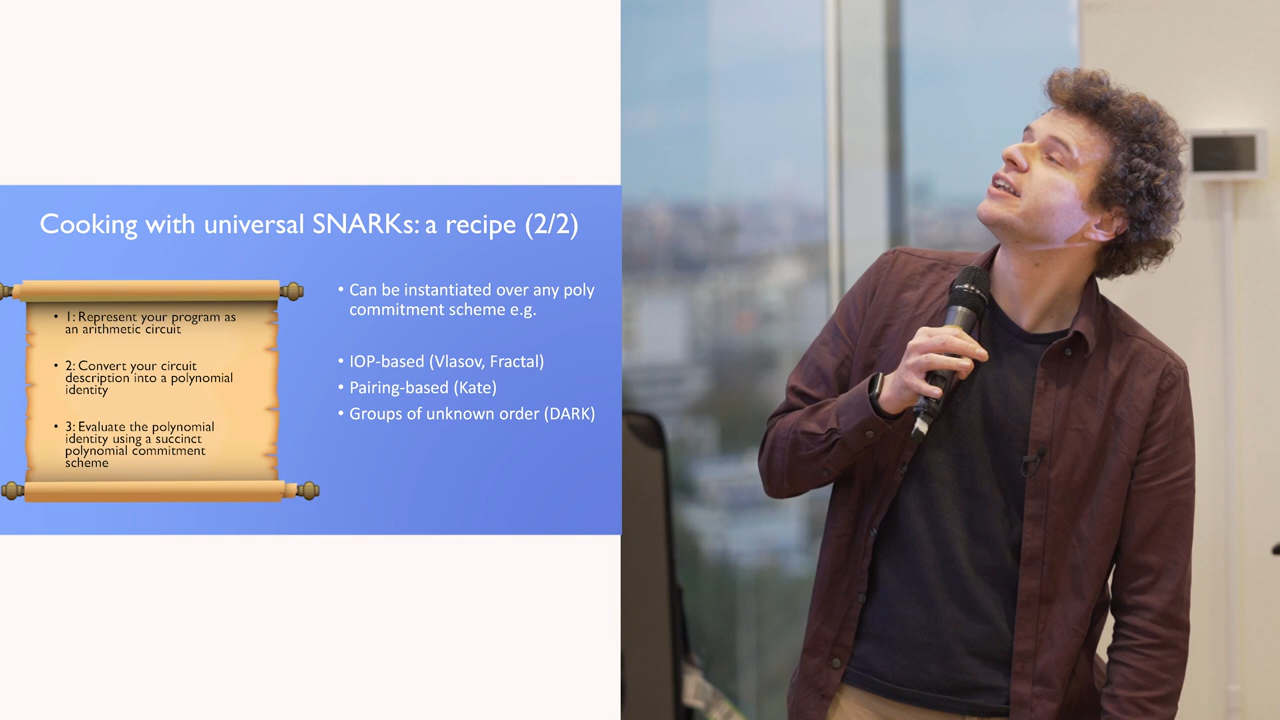 Cooking with universal SNARKs: a recipe (2/2)
• 1: Represent your program as
an arithmetic circuit
• 2: Convert your circuit
description into a polynomial
identity
• 3: Evaluate the polynomial
identity using a succinct
polynomial commitment
scheme
• Can be instantiated over any poly
commitment scheme e.g.
• IOP-based (Vlasov, Fractal)
• Pairing-based (Kate)
• Groups of unknown order (DARK)